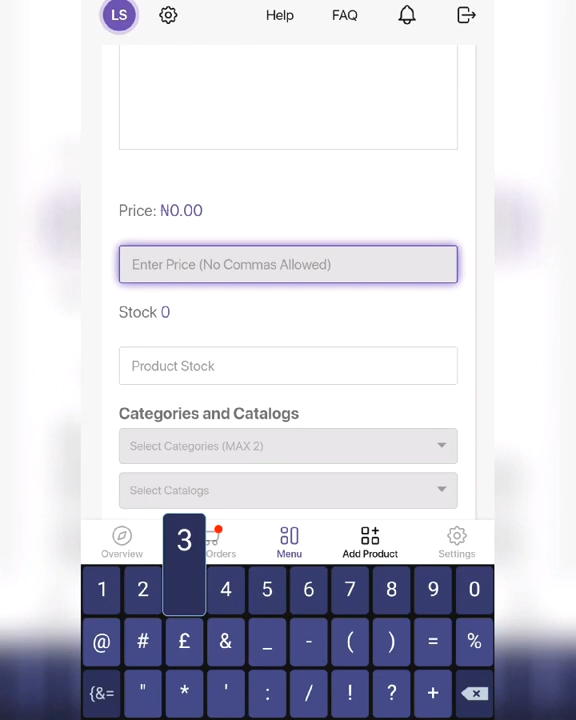 LS Help FAQ
Price: N0.00
Enter Price (No Commas Allowed)
Stock 0
Product Stock
Categories and Catalogs
Select Categories (MAX 2)
Select Catalogs
Overview Orders Menu Add Product Settings
3
1 2 4 5 6 7 8 9 0
@ # £ & _ - ( ) = %
{&= " * ' : / ! ? +